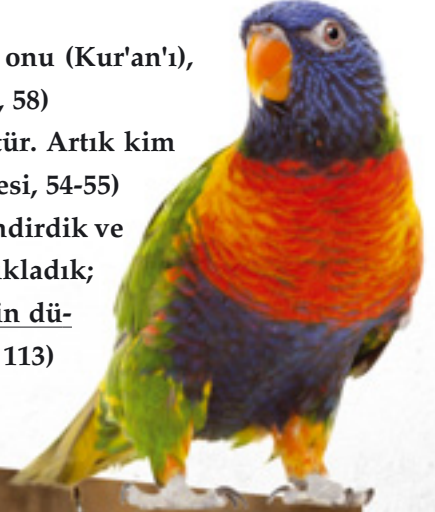 onu (Kur'an'ı),
, 58)
tür. Artık kim
esi, 54-55)
ndirdik ve
ıkladık;
in dü-
113)